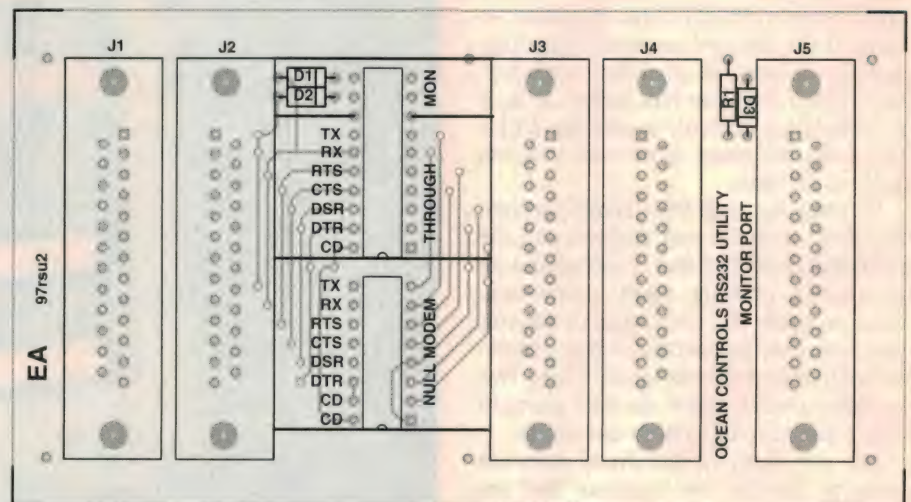 J1
J2
J3
J4
J5
D1
D2
MON
TX
RX
RTS
CTS
DSR
DTR
CD
THROUGH
TX
RX
RTS
CTS
DSR
DTR
CD
CD
NULL MODEM
R1
D3
OCEAN CONTROLS RS232 UTILITY
MONITOR PORT
97rsu2
EA